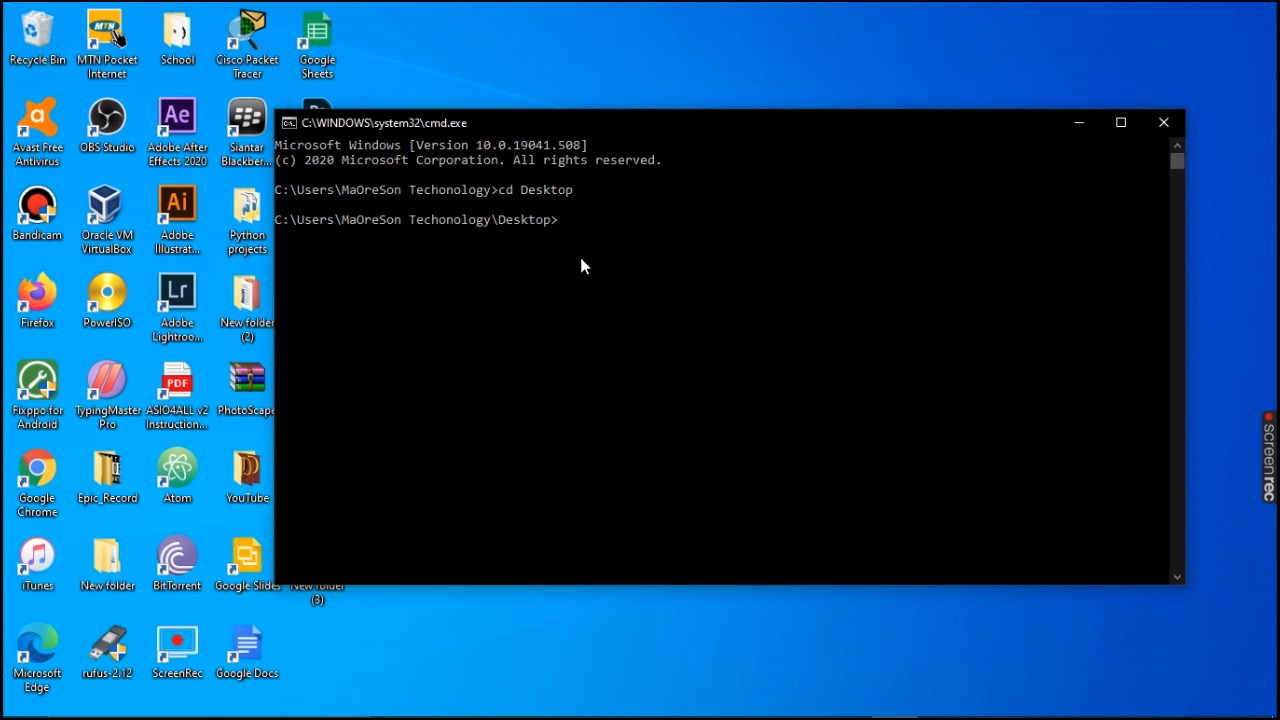 Recycle Bin
MTN Pocket
Internet
School
Cisco Packet
Tracer
Google
Sheets
Avast Free
Antivirus
OBS Studio
Adobe After
Effects 2020
Siantar
Blackber...
Bandicam
Oracle VM
VirtualBox
Adobe
Illustrat...
Python
projects
Firefox
PowerISO
Adobe
Lightroo...
New folder
(2)
Fixppo for
Android
TypingMaster
Pro
ASIO4ALL v2
Instruction...
PhotoScape
Google
Chrome
Epic_Record
Atom
YouTube
iTunes
New folder
BitTorrent
Google Slides
New folder
(3)
Microsoft
Edge
rufus-2.12
ScreenRec
Google Docs
C:\WINDOWS\system32\cmd.exe
Microsoft Windows [Version 10.0.19041.508]
(c) 2020 Microsoft Corporation. All rights reserved.
C:\Users\MaOreSon Techonology>cd Desktop
C:\Users\MaOreSon Techonology\Desktop>
screenrec
MTN
Ae
Ai
Lr
PDF
a
C:\.